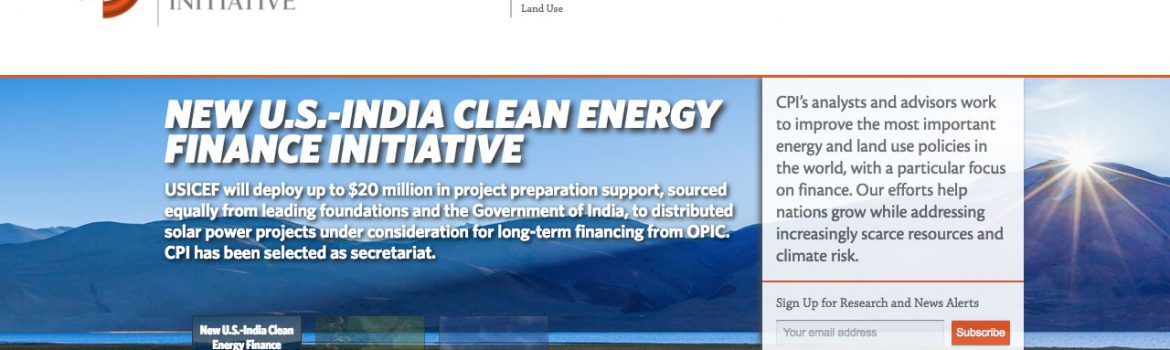 INITIATIVE
Land Use
NEW U.S.-INDIA CLEAN ENERGY
FINANCE INITIATIVE
USICEF will deploy up to $20 million in project preparation support, sourced
equally from leading foundations and the Government of India, to distributed
solar power projects under consideration for long-term financing from OPIC.
CPI has been selected as secretariat.
New U.S.-India Clean
Energy Finance
CPI's analysts and advisors work
to improve the most important
energy and land use policies in
the world, with a particular focus
on finance. Our efforts help
nations grow while addressing
increasingly scarce resources and
climate risk.
Sign Up for Research and News Alerts
Your email address
Subscribe